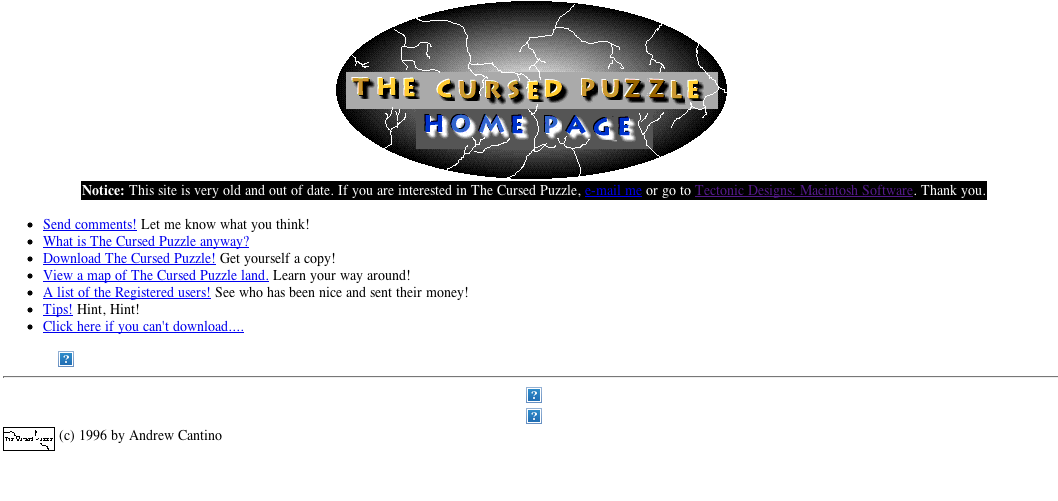 THE CURSED PUZZLE
HOME PAGE
Notice: This site is very old and out of date. If you are interested in The Cursed Puzzle, e-mail me or go to Tectonic Designs: Macintosh Software. Thank you.
Send comments! Let me know what you think!
What is The Cursed Puzzle anyway?
Download The Cursed Puzzle! Get yourself a copy!
View a map of The Cursed Puzzle land. Learn your way around!
A list of the Registered users! See who has been nice and sent their money!
Tips! Hint, Hint!
Click here if you can't download....
?
?
?
The Cursed Puzzle
(c) 1996 by Andrew Cantino